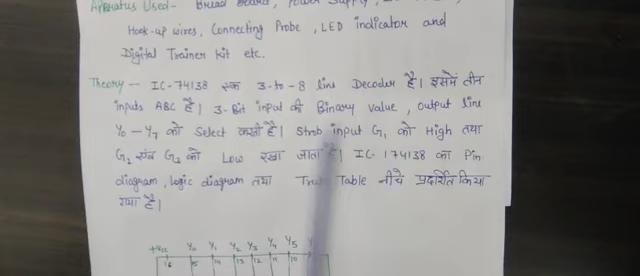 Apparatus Used - Bread Board, Power Supply,
Hook-up wires, Connecting Probe, LED indicator and
Digital Trainer kit etc.
Theory - IC-74138 एक 3-to-8 line Decoder है। इसमें तीन
inputs ABC है। 3-Bit input की Binary Value, output line
Y0 - Y7 को Select करती है। Strob input G1 को High तथा
G2 एवं G3 को Low रखा जाता है। IC-174138 का Pin
diagram, logic diagram तथा Table नीचे प्रदर्शित किया
गया है।
+Vcc Y0 Y1 Y2 Y3 Y4 Y5
16 15 14 13 12 11 10